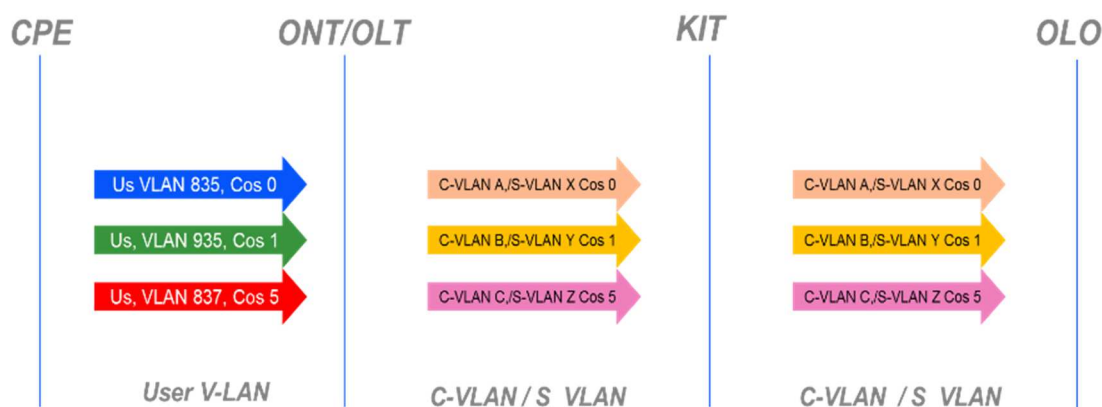 CPE
ONT/OLT
KIT
OLO
Us VLAN 835, Cos 0
C-VLAN A,/S-VLAN X Cos 0
C-VLAN A,/S-VLAN X Cos 0
Us, VLAN 935, Cos 1
C-VLAN B,/S-VLAN Y Cos 1
C-VLAN B,/S-VLAN Y Cos 1
Us, VLAN 837, Cos 5
C-VLAN C,/S-VLAN Z Cos 5
C-VLAN C,/S-VLAN Z Cos 5
User V-LAN
C-VLAN / S VLAN
C-VLAN / S VLAN